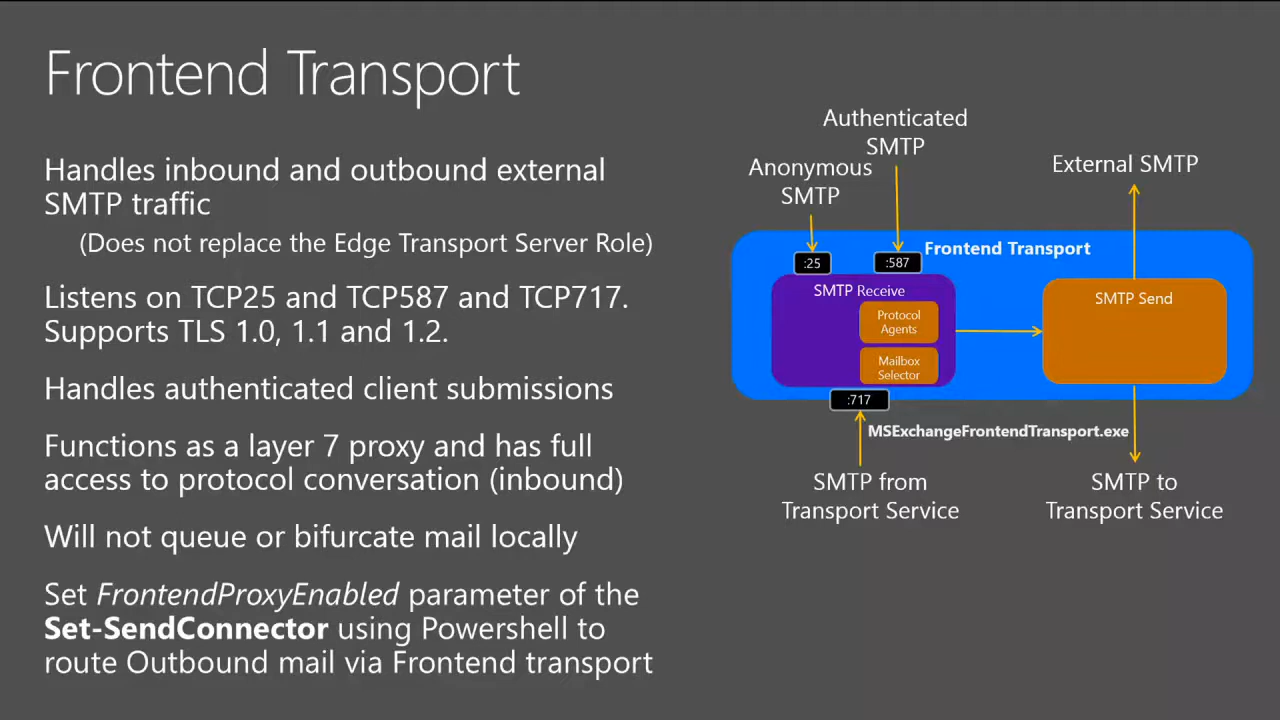 Frontend Transport
Handles inbound and outbound external
SMTP traffic
(Does not replace the Edge Transport Server Role)
Listens on TCP25 and TCP587 and TCP717.
Supports TLS 1.0, 1.1 and 1.2.
Handles authenticated client submissions
Functions as a layer 7 proxy and has full
access to protocol conversation (inbound)
Will not queue or bifurcate mail locally
Set FrontendProxyEnabled parameter of the
Set-SendConnector using Powershell to
route Outbound mail via Frontend transport
Authenticated
SMTP
Anonymous
SMTP
External SMTP
Frontend Transport
:25
:587
SMTP Receive
Protocol
Agents
Mailbox
Selector
SMTP Send
:717
MSExchangeFrontendTransport.exe
SMTP from
Transport Service
SMTP to
Transport Service